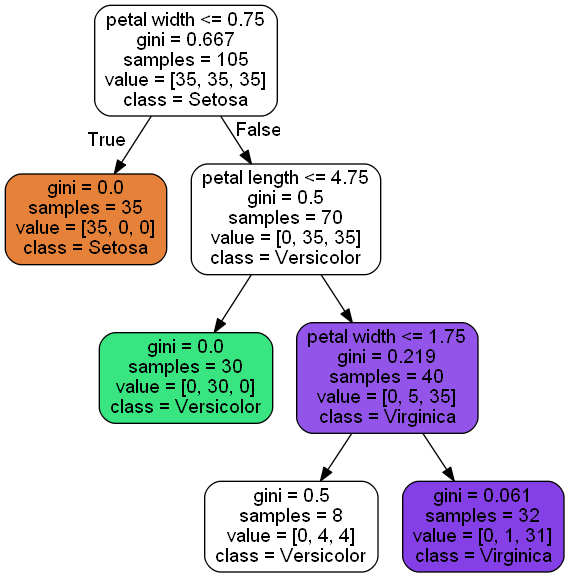 petal width <= 0.75
gini = 0.667
samples = 105
value = [35, 35, 35]
class = Setosa
True
False
gini = 0.0
samples = 35
value = [35, 0, 0]
class = Setosa
petal length <= 4.75
gini = 0.5
samples = 70
value = [0, 35, 35]
class = Versicolor
gini = 0.0
samples = 30
value = [0, 30, 0]
class = Versicolor
petal width <= 1.75
gini = 0.219
samples = 40
value = [0, 5, 35]
class = Virginica
gini = 0.5
samples = 8
value = [0, 4, 4]
class = Versicolor
gini = 0.061
samples = 32
value = [0, 1, 31]
class = Virginica